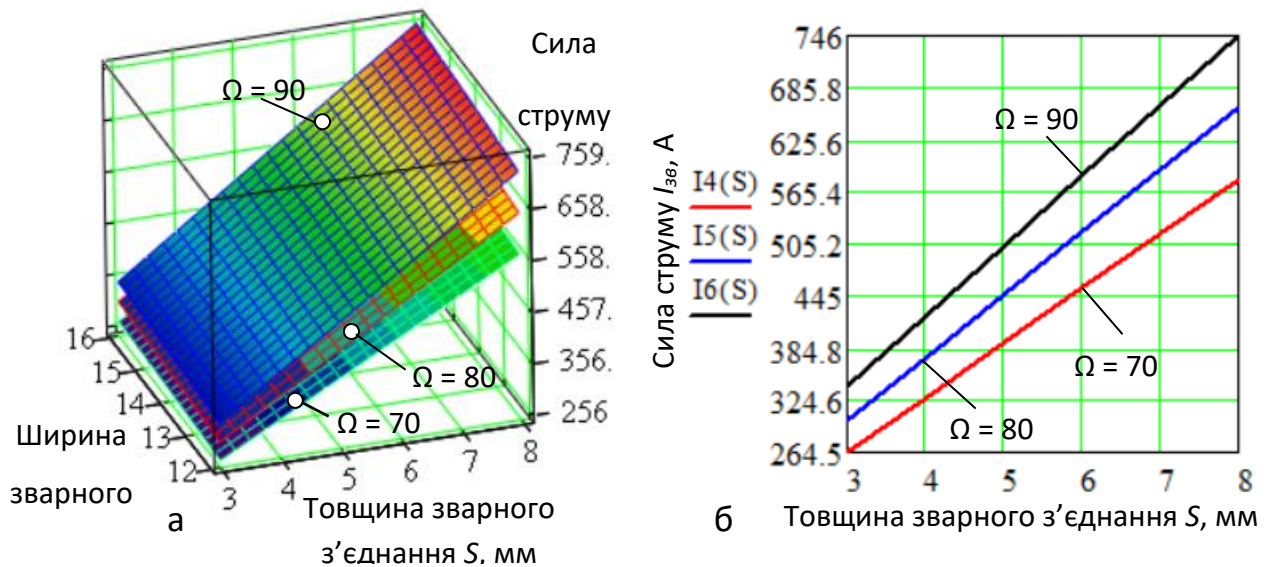 Сила
струму
Ω = 90
759.
658.
558.
457.
356
256
Ω = 80
Ω = 70
16
15
14
13
12
Ширина
зварного
3
4
5
6
7
8
Товщина зварного
з’єднання S, мм
а
Сила струму Iзв, А
I4(S)
I5(S)
I6(S)
746
685.8
625.6
565.4
505.2
445
384.8
324.6
264.5
Ω = 90
Ω = 70
Ω = 80
3
4
5
6
7
8
б
Товщина зварного з’єднання S, мм